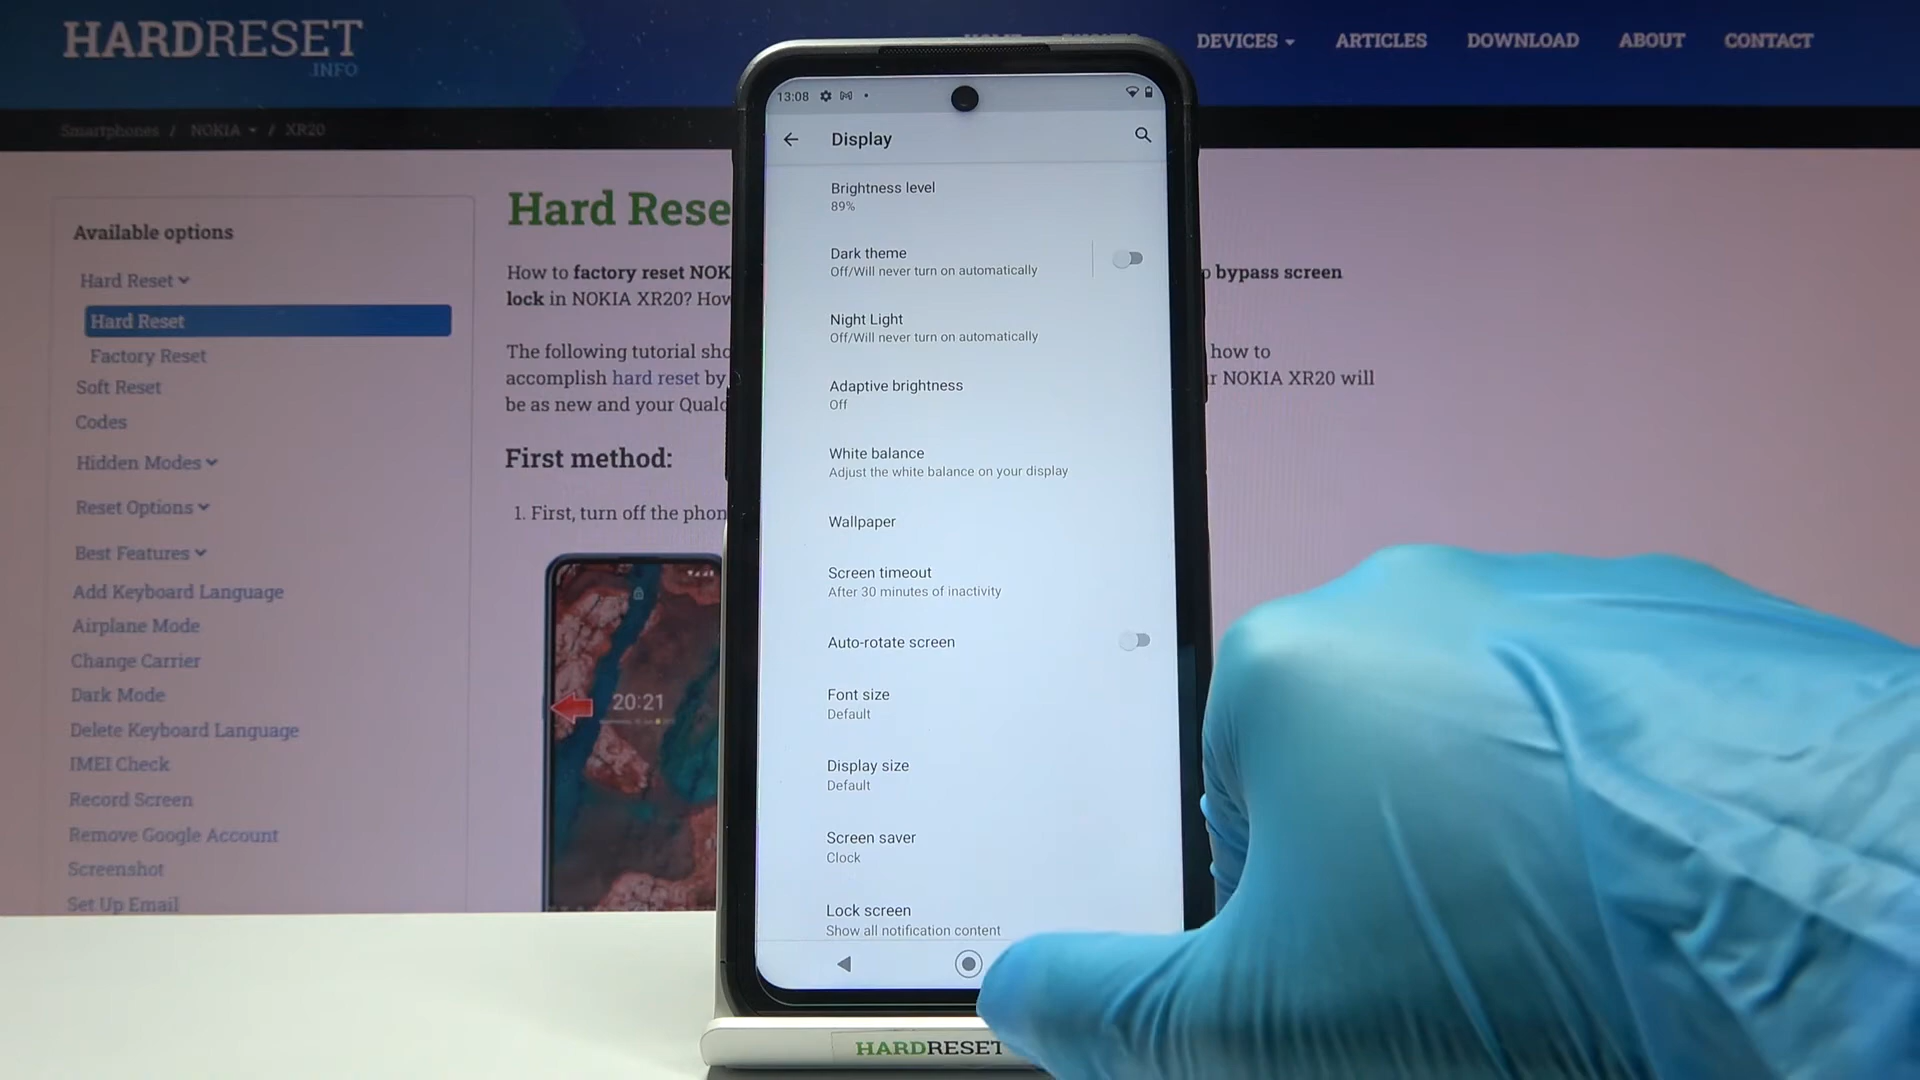 HARDRESET
.INFO
DEVICES
ARTICLES
DOWNLOAD
ABOUT
CONTACT
Smartphones / NOKIA / XR20
Available options
Hard Reset
Hard Reset
Factory Reset
Soft Reset
Codes
Hidden Modes
Reset Options
Best Features
Add Keyboard Language
Airplane Mode
Change Carrier
Dark Mode
Delete Keyboard Language
IMEI Check
Record Screen
Remove Google Account
Screenshot
Set Up Email
Hard Rese
How to factory reset NOK
bypass screen
lock in NOKIA XR20? How
The following tutorial sho
how to
accomplish hard reset by
r NOKIA XR20 will
be as new and your Qualc
First method:
1. First, turn off the phon
20:21
13:08
Display
Brightness level
89%
Dark theme
Off/Will never turn on automatically
Night Light
Off/Will never turn on automatically
Adaptive brightness
Off
White balance
Adjust the white balance on your display
Wallpaper
Screen timeout
After 30 minutes of inactivity
Auto-rotate screen
Font size
Default
Display size
Default
Screen saver
Clock
Lock screen
Show all notification content
HARDRESET